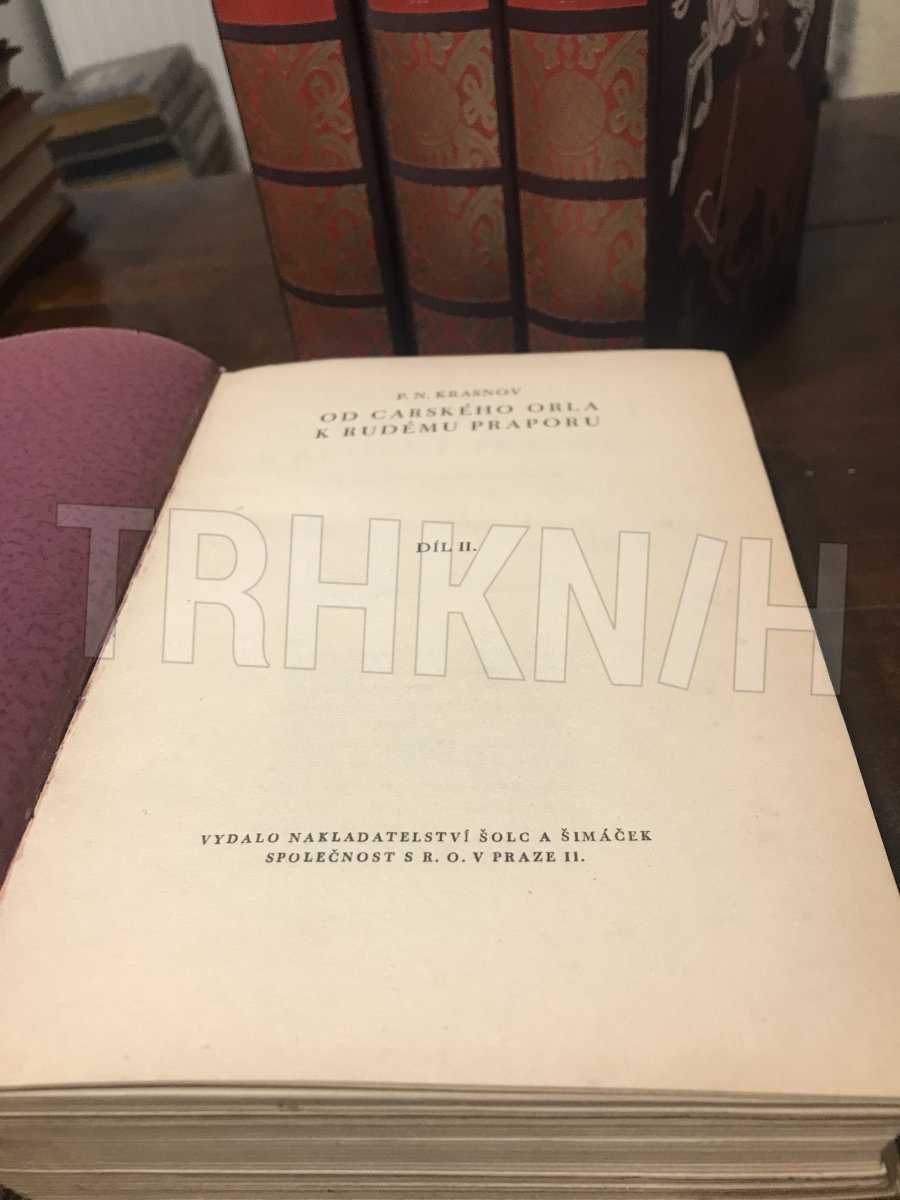 P. N. KRASNOV
OD CARSKÉHO ORLA
K RUDÉMU PRAPORU
DÍL II.
TRHKNIH
VYDALO NAKLADATELSTVÍ ŠOLC A ŠIMÁČEK
SPOLEČNOST S R. O. V PRAZE II.